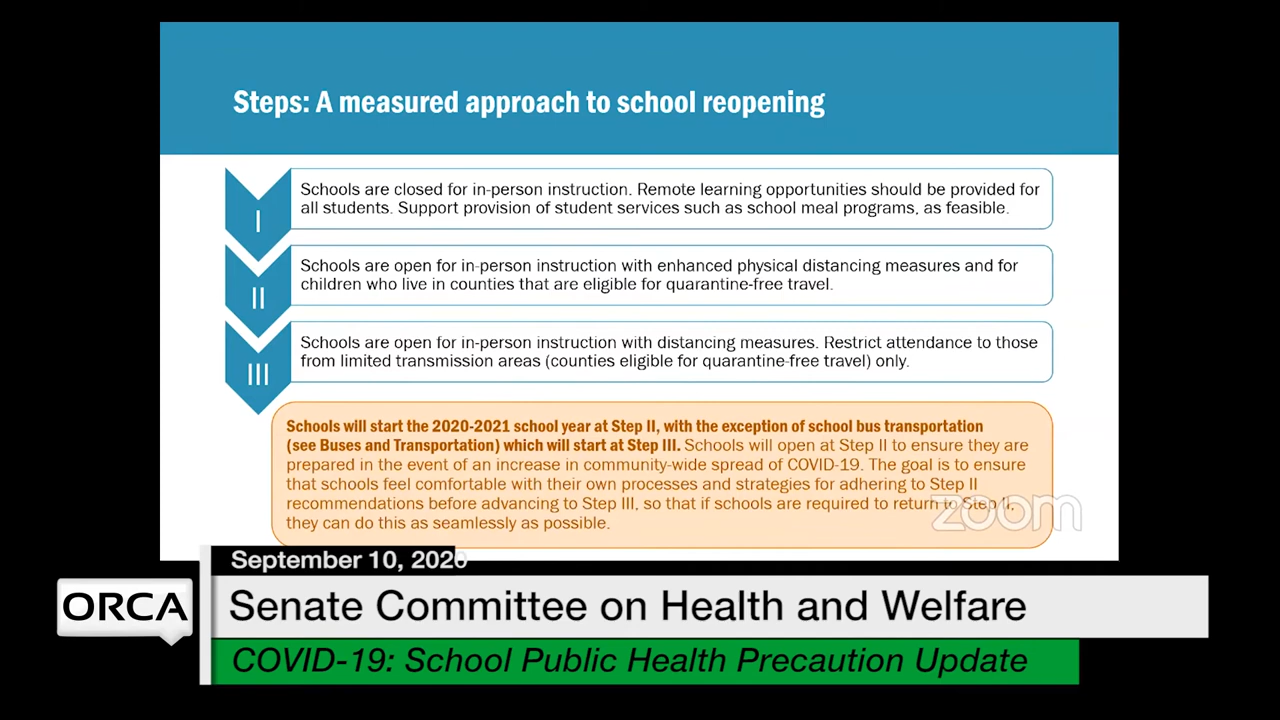 Steps: A measured approach to school reopening
I
Schools are closed for in-person instruction. Remote learning opportunities should be provided for
all students. Support provision of student services such as school meal programs, as feasible.
II
Schools are open for in-person instruction with enhanced physical distancing measures and for
children who live in counties that are eligible for quarantine-free travel.
III
Schools are open for in-person instruction with distancing measures. Restrict attendance to those
from limited transmission areas (counties eligible for quarantine-free travel) only.
Schools will start the 2020-2021 school year at Step II, with the exception of school bus transportation
(see Buses and Transportation) which will start at Step III. Schools will open at Step II to ensure they are
prepared in the event of an increase in community-wide spread of COVID-19. The goal is to ensure
that schools feel comfortable with their own processes and strategies for adhering to Step II
recommendations before advancing to Step III, so that if schools are required to return to Step II,
they can do this as seamlessly as possible.
zoom
September 10, 2020
ORCA
Senate Committee on Health and Welfare
COVID-19: School Public Health Precaution Update